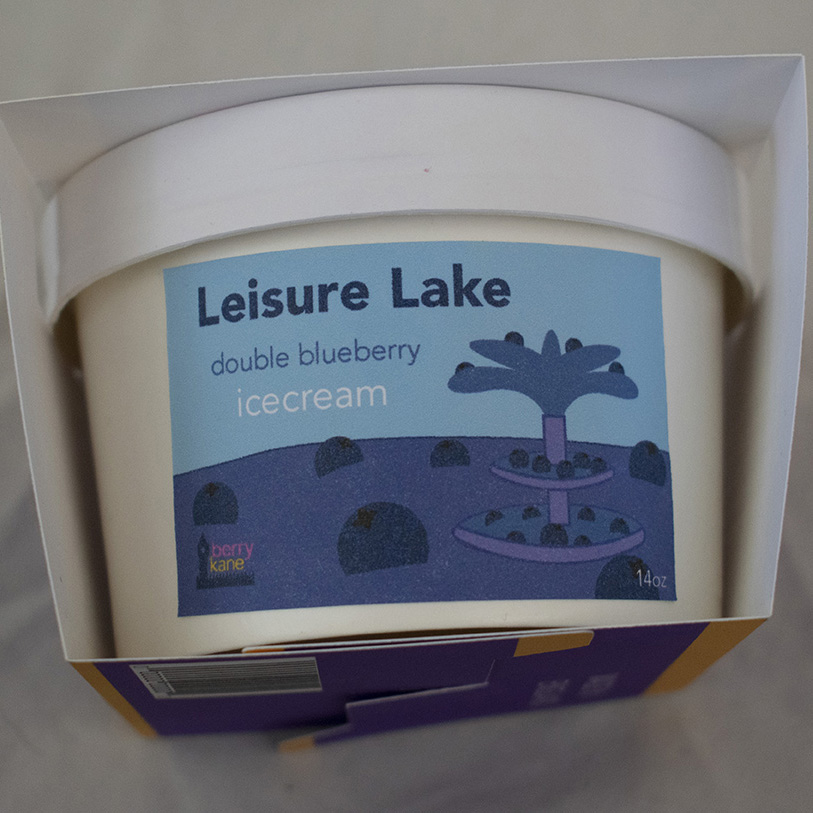 Leisure Lake
double blueberry
icecream
berry
kane
14oz